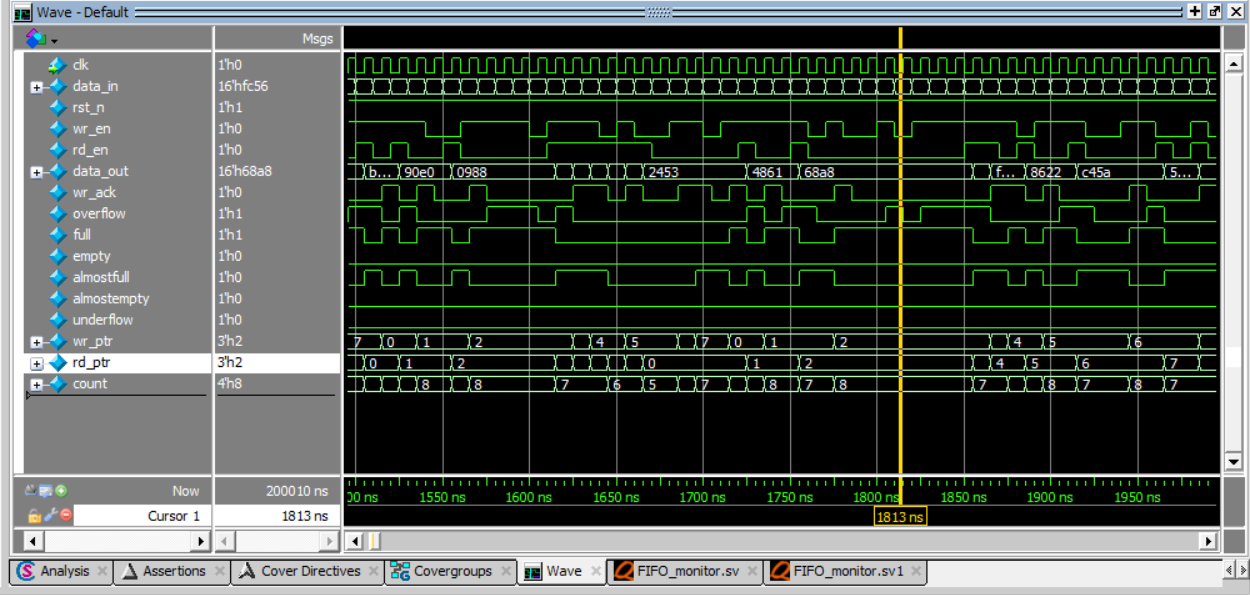 Wave - Default
Msgs
clk 1'h0
data_in 16'hfc56
rst_n 1'h1
wr_en 1'h0
rd_en 1'h0
data_out 16'h68a8 b... 90e0 0988 2453 4861 68a8 f... 8622 c45a 5...
wr_ack 1'h0
overflow 1'h1
full 1'h1
empty 1'h0
almostfull 1'h0
almostempty 1'h0
underflow 1'h0
wr_ptr 3'h2 7 0 1 2 4 5 7 0 1 2 4 5 6
rd_ptr 3'h2 0 1 2 0 1 2 4 5 6 7
count 4'h8 8 8 7 6 5 7 8 7 8 7 8 7 8 7
Now 200010 ns 00 ns 1550 ns 1600 ns 1650 ns 1700 ns 1750 ns 1800 ns 1850 ns 1900 ns 1950 ns
Cursor 1 1813 ns 1813 ns
Analysis Assertions Cover Directives Covergroups Wave FIFO_monitor.sv FIFO_monitor.sv1